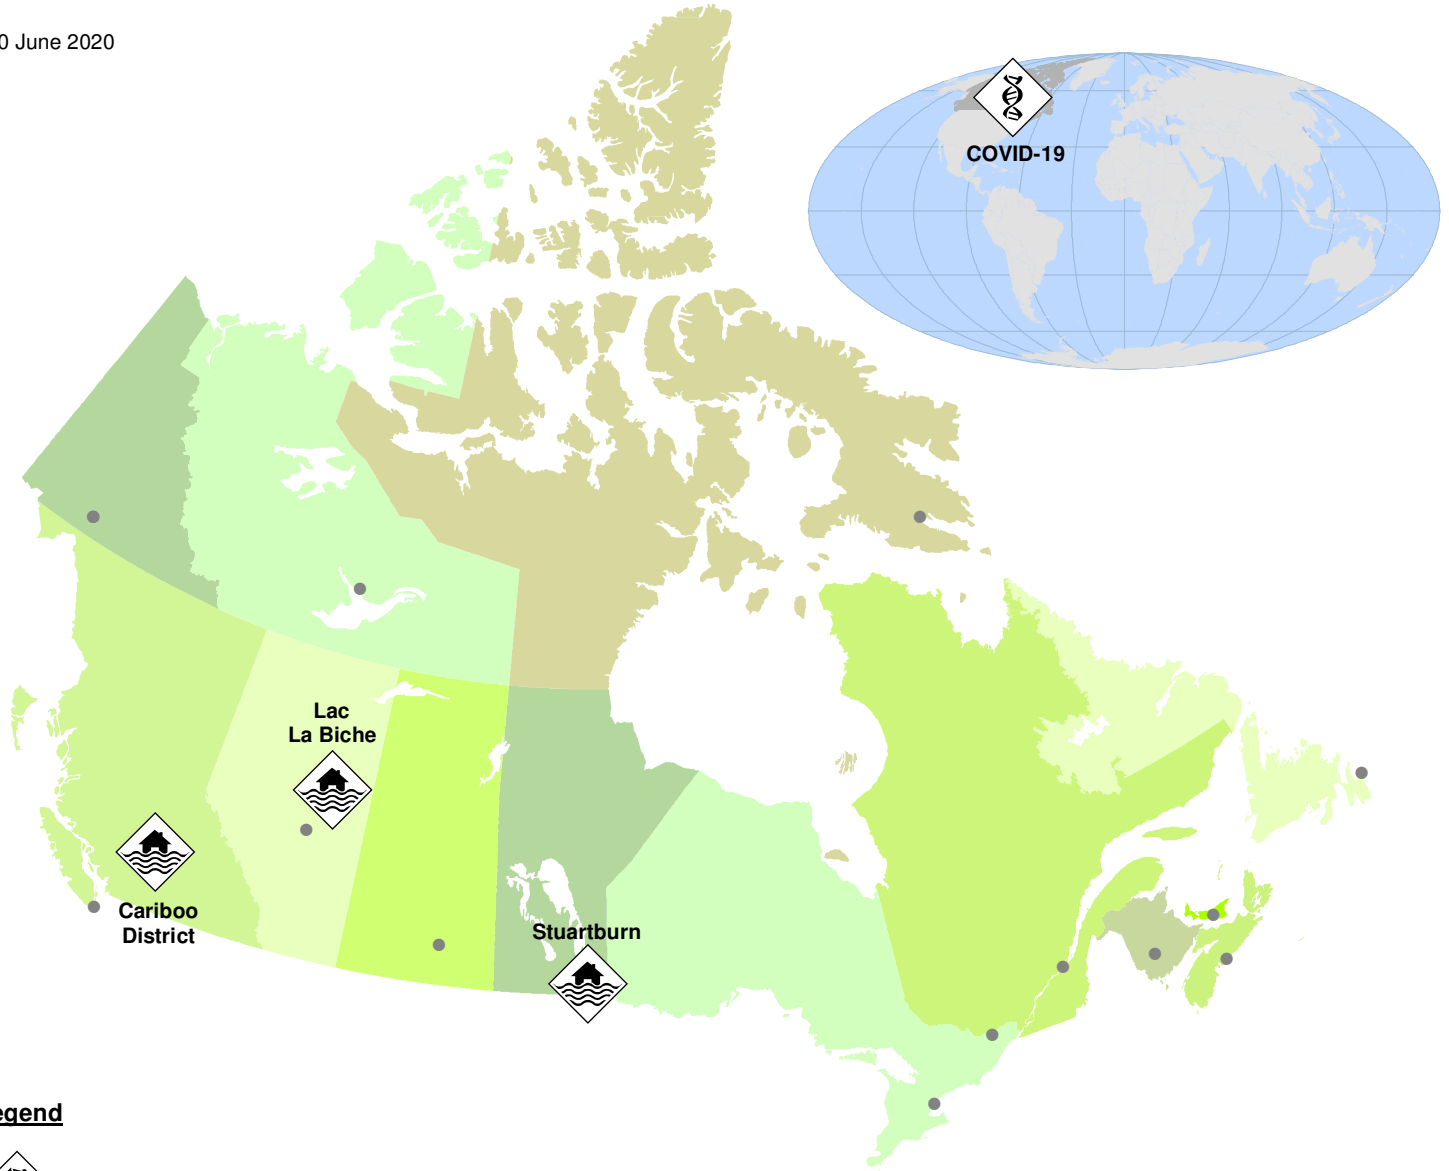 0 June 2020
COVID-19
Lac
La Biche
Cariboo
District
Stuartburn
egend